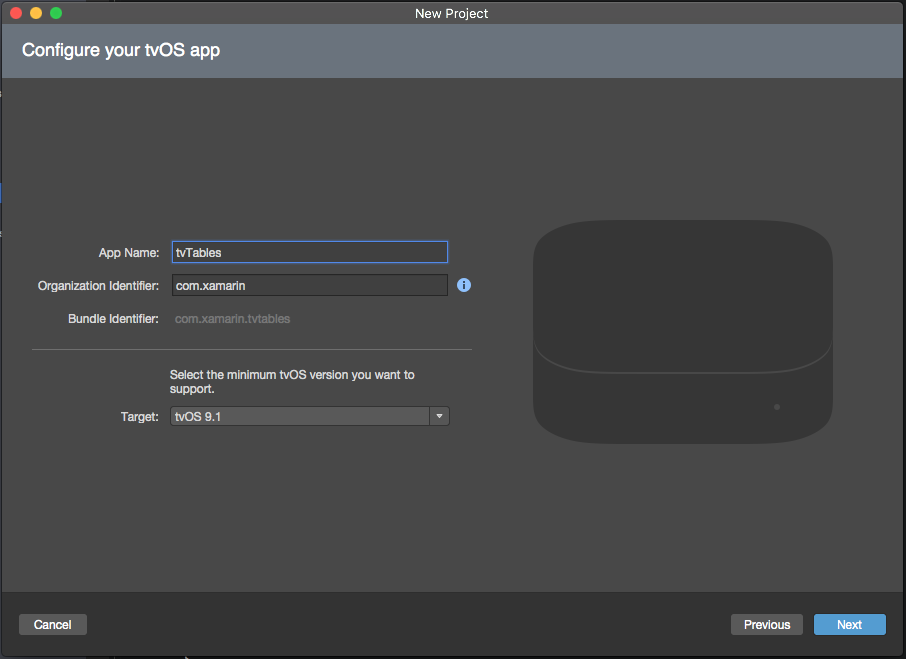 New Project
Configure your tvOS app
App Name: tvTables
Organization Identifier: com.xamarin
Bundle Identifier: com.xamarin.tvtables
Select the minimum tvOS version you want to
support.
Target: tvOS 9.1
Cancel Previous Next